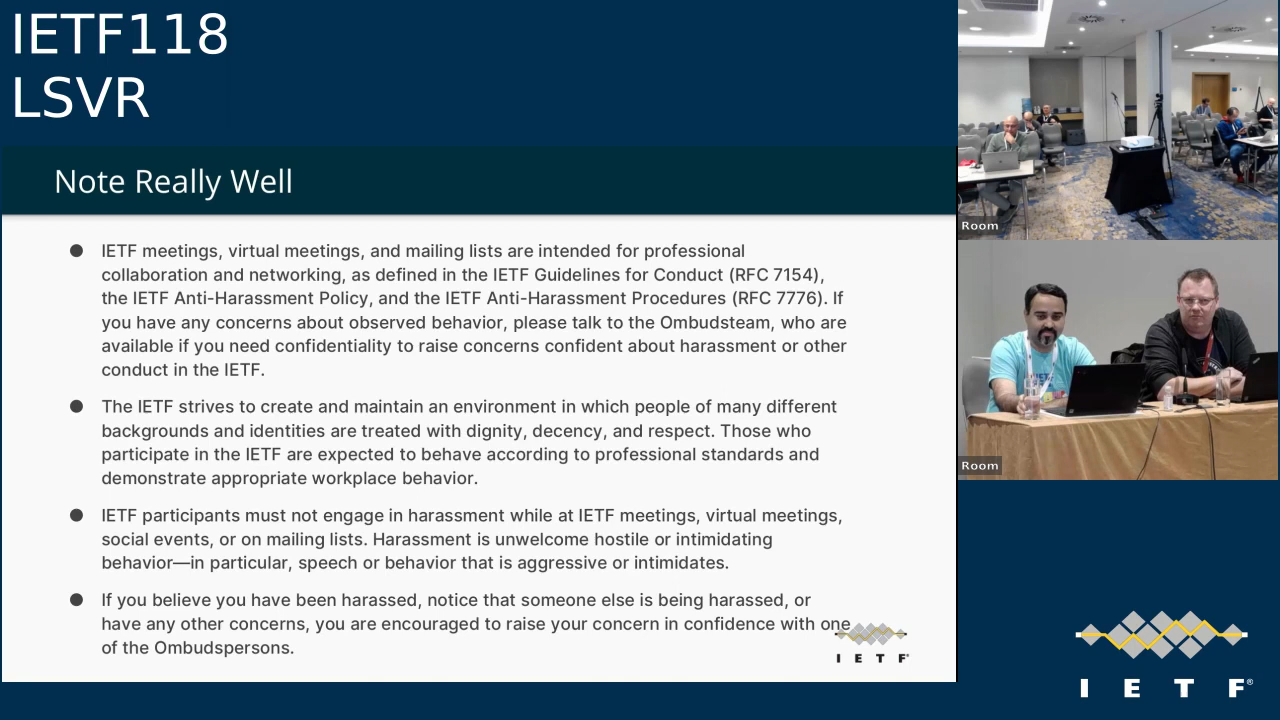 IETF118
LSVR
Note Really Well
● IETF meetings, virtual meetings, and mailing lists are intended for professional
collaboration and networking, as defined in the IETF Guidelines for Conduct (RFC 7154),
the IETF Anti-Harassment Policy, and the IETF Anti-Harassment Procedures (RFC 7776). If
you have any concerns about observed behavior, please talk to the Ombudsteam, who are
available if you need confidentiality to raise concerns confident about harassment or other
conduct in the IETF.
● The IETF strives to create and maintain an environment in which people of many different
backgrounds and identities are treated with dignity, decency, and respect. Those who
participate in the IETF are expected to behave according to professional standards and
demonstrate appropriate workplace behavior.
● IETF participants must not engage in harassment while at IETF meetings, virtual meetings,
social events, or on mailing lists. Harassment is unwelcome hostile or intimidating
behavior—in particular, speech or behavior that is aggressive or intimidates.
● If you believe you have been harassed, notice that someone else is being harassed, or
have any other concerns, you are encouraged to raise your concern in confidence with one
of the Ombudspersons.
I E T F®
Room
Room
I E T F®